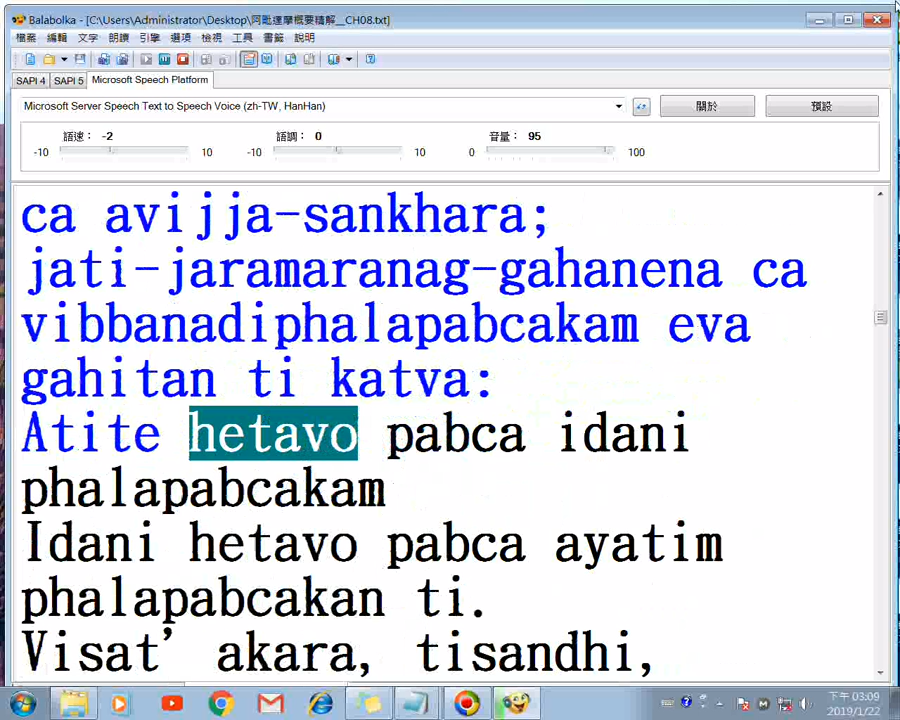 Balabolka - [C:\Users\Administrator\Desktop\阿毗達摩概要精解__CH08.txt]
檔案 編輯 文字 朗讀 引擎 選項 檢視 工具 書籤 說明
SAPI 4 SAPI 5 Microsoft Speech Platform
Microsoft Server Speech Text to Speech Voice (zh-TW, HanHan) 關於 預設
語速： -2 語調： 0 音量： 95
-10 10 -10 10 0 100
ca avijja-sankhara;
jati-jaramaranag-gahanena ca
vibbanadiphalapabcakam eva
gahitan ti katva:
Atite hetavo pabca idani
phalapabcakam
Idani hetavo pabca ayatim
phalapabcakan ti.
Visat’ akara, tisandhi,
下午 03:09
2019/1/22